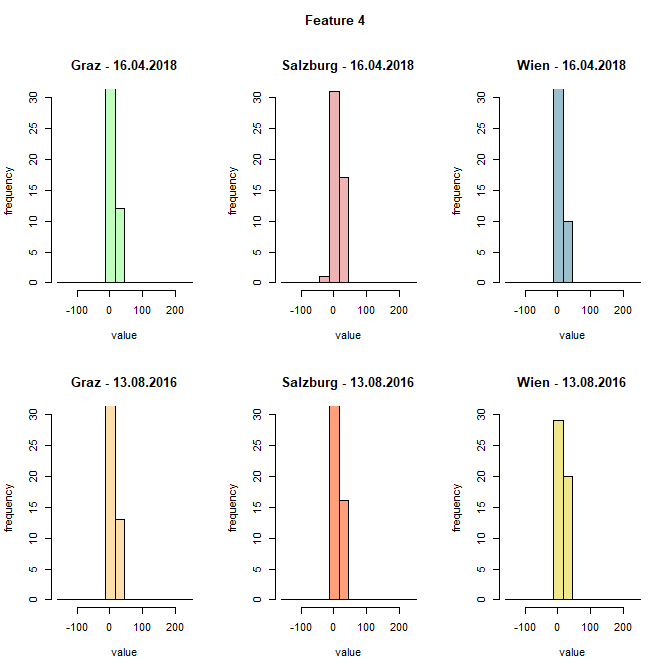 Feature 4
Graz - 16.04.2018
Salzburg - 16.04.2018
Wien - 16.04.2018
frequency
0 5 10 15 20 25 30
-100 0 100 200
value
frequency
0 5 10 15 20 25 30
-100 0 100 200
value
frequency
0 5 10 15 20 25 30
-100 0 100 200
value
Graz - 13.08.2016
Salzburg - 13.08.2016
Wien - 13.08.2016
frequency
0 5 10 15 20 25 30
-100 0 100 200
value
frequency
0 5 10 15 20 25 30
-100 0 100 200
value
frequency
0 5 10 15 20 25 30
-100 0 100 200
value